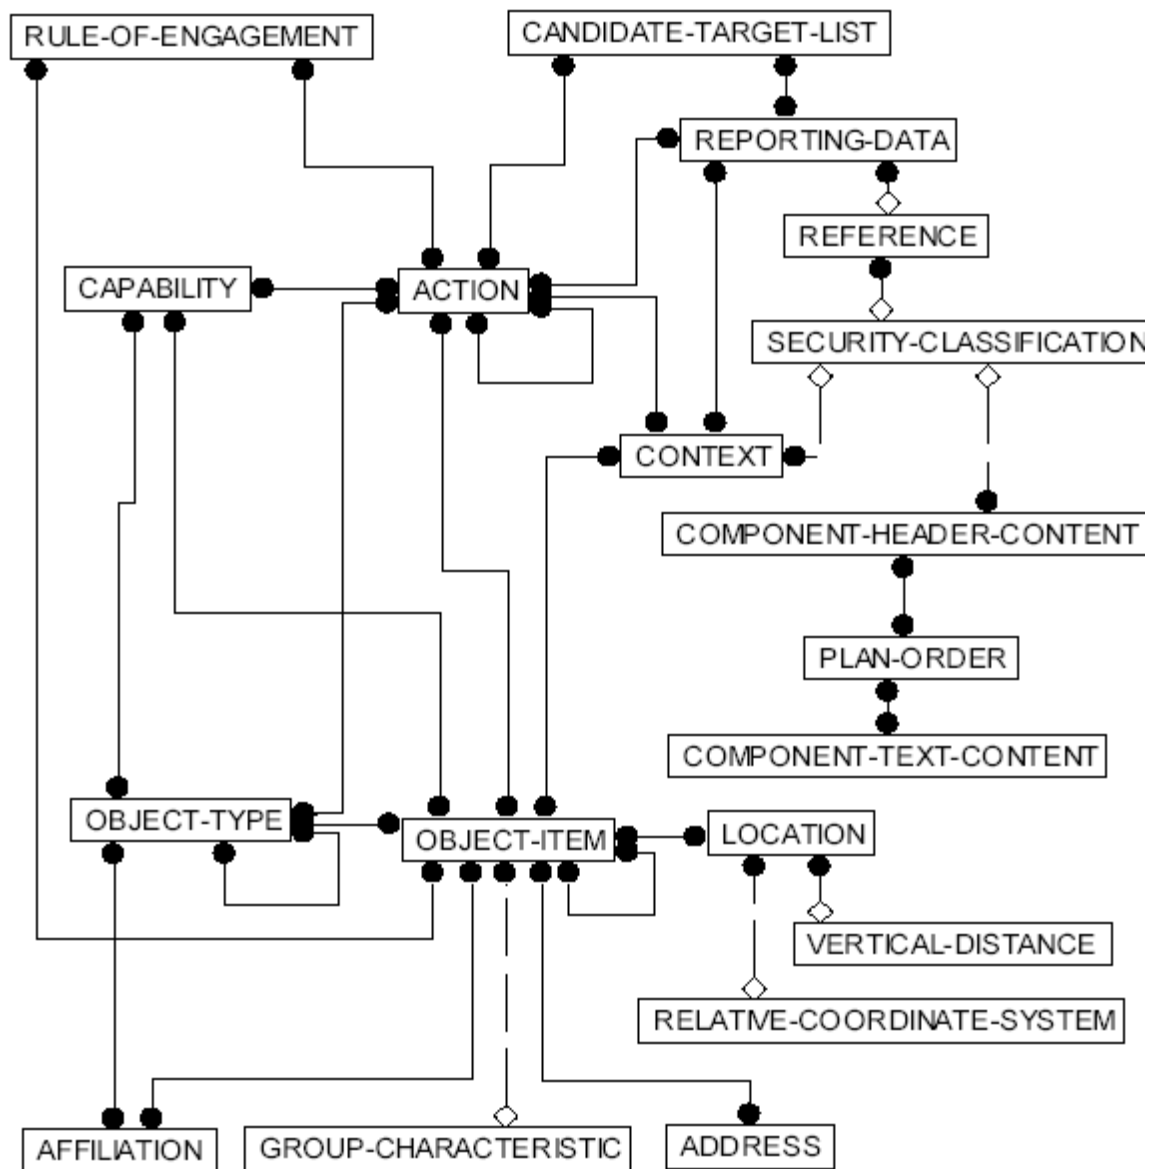 RULE-OF-ENGAGEMENT
CANDIDATE-TARGET-LIST
REPORTING-DATA
REFERENCE
CAPABILITY
ACTION
SECURITY-CLASSIFICATION
CONTEXT
COMPONENT-HEADER-CONTENT
PLAN-ORDER
COMPONENT-TEXT-CONTENT
OBJECT-TYPE
OBJECT-ITEM
LOCATION
VERTICAL-DISTANCE
RELATIVE-COORDINATE-SYSTEM
AFFILIATION
GROUP-CHARACTERISTIC
ADDRESS